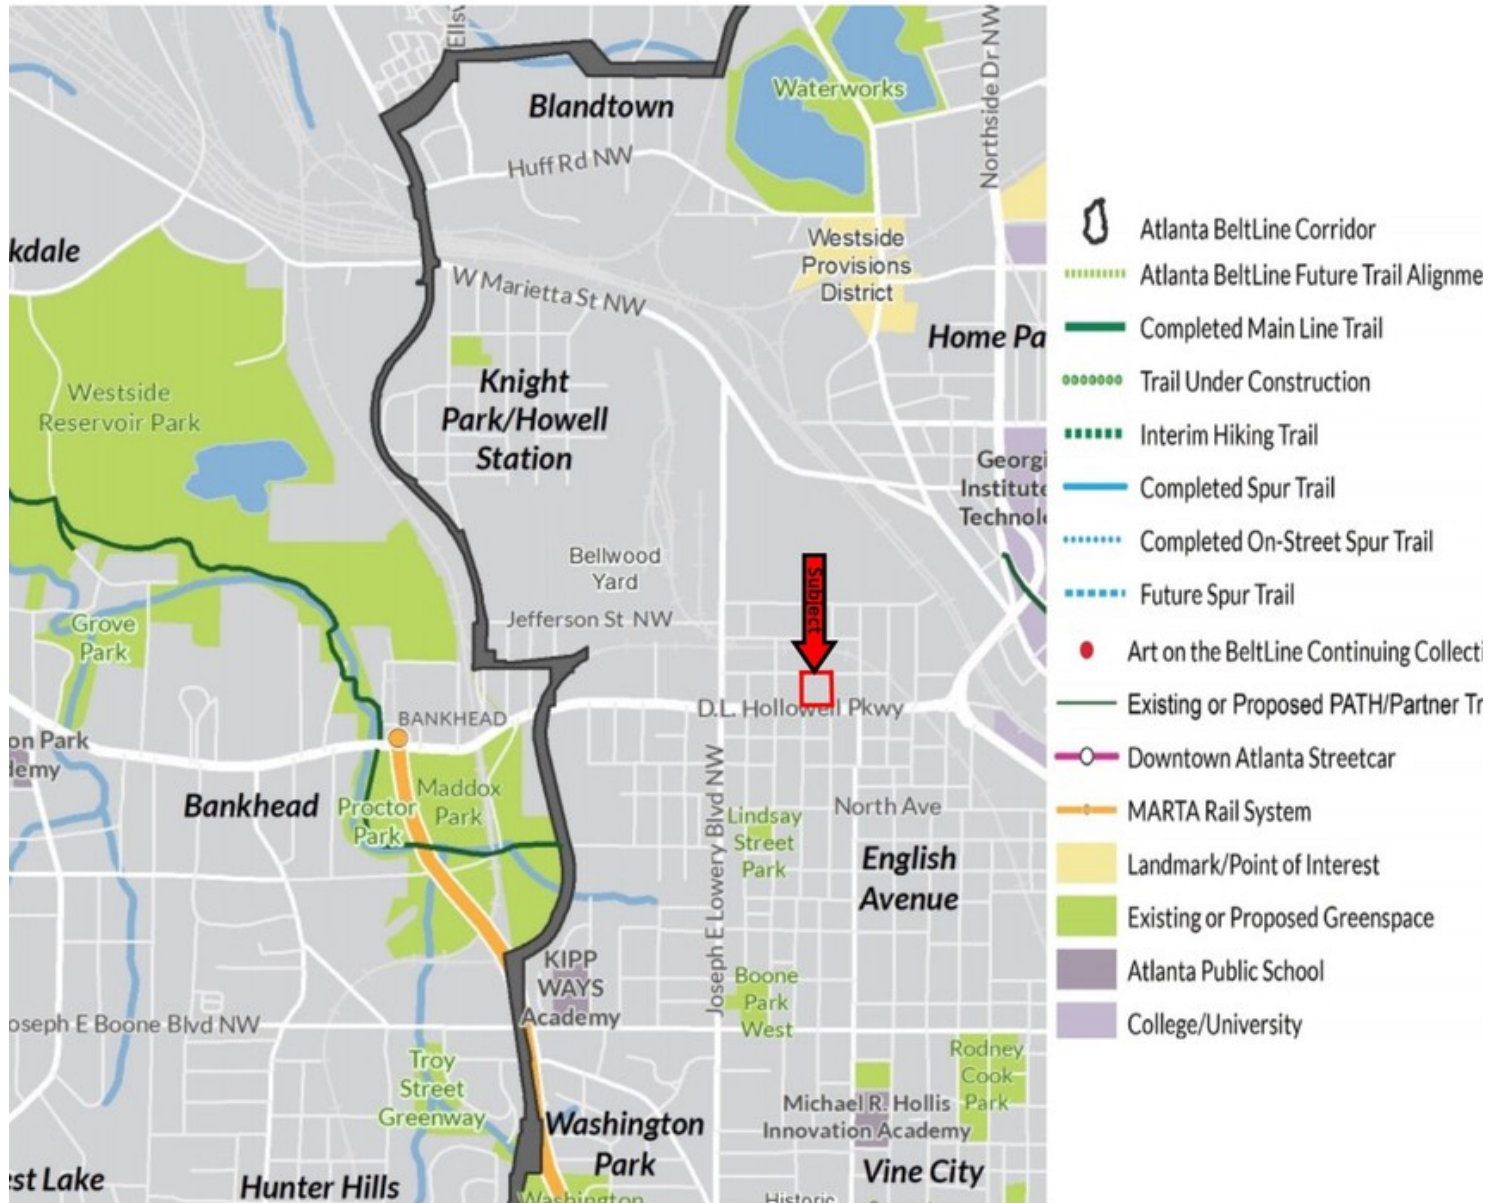 Ellsw
Northside Dr NW
Waterworks
Blandtown
Huff Rd NW
kdale
Westside
Provisions
District
W Marietta St NW
Home Pa
Knight
Park/Howell
Station
Westside
Reservoir Park
Georgi
Institute
Technolo
Bellwood
Yard
Subject
Jefferson St NW
Grove
Park
D.L. Hollowell Pkwy
BANKHEAD
on Park
demy
Bankhead
Maddox
Park
Proctor
Park
Joseph E Lowery Blvd NW
North Ave
Lindsay
Street
Park
English
Avenue
KIPP
WAYS
Academy
Boone
Park
West
oseph E Boone Blvd NW
Rodney
Cook
Park
Troy
Street
Greenway
Michael R. Hollis
Innovation Academy
Washington
Park
Vine City
est Lake
Hunter Hills
Washington
Historic
Atlanta BeltLine Corridor
Atlanta BeltLine Future Trail Alignme
Completed Main Line Trail
Trail Under Construction
Interim Hiking Trail
Completed Spur Trail
Completed On-Street Spur Trail
Future Spur Trail
Art on the BeltLine Continuing Collecti
Existing or Proposed PATH/Partner Tr
Downtown Atlanta Streetcar
MARTA Rail System
Landmark/Point of Interest
Existing or Proposed Greenspace
Atlanta Public School
College/University